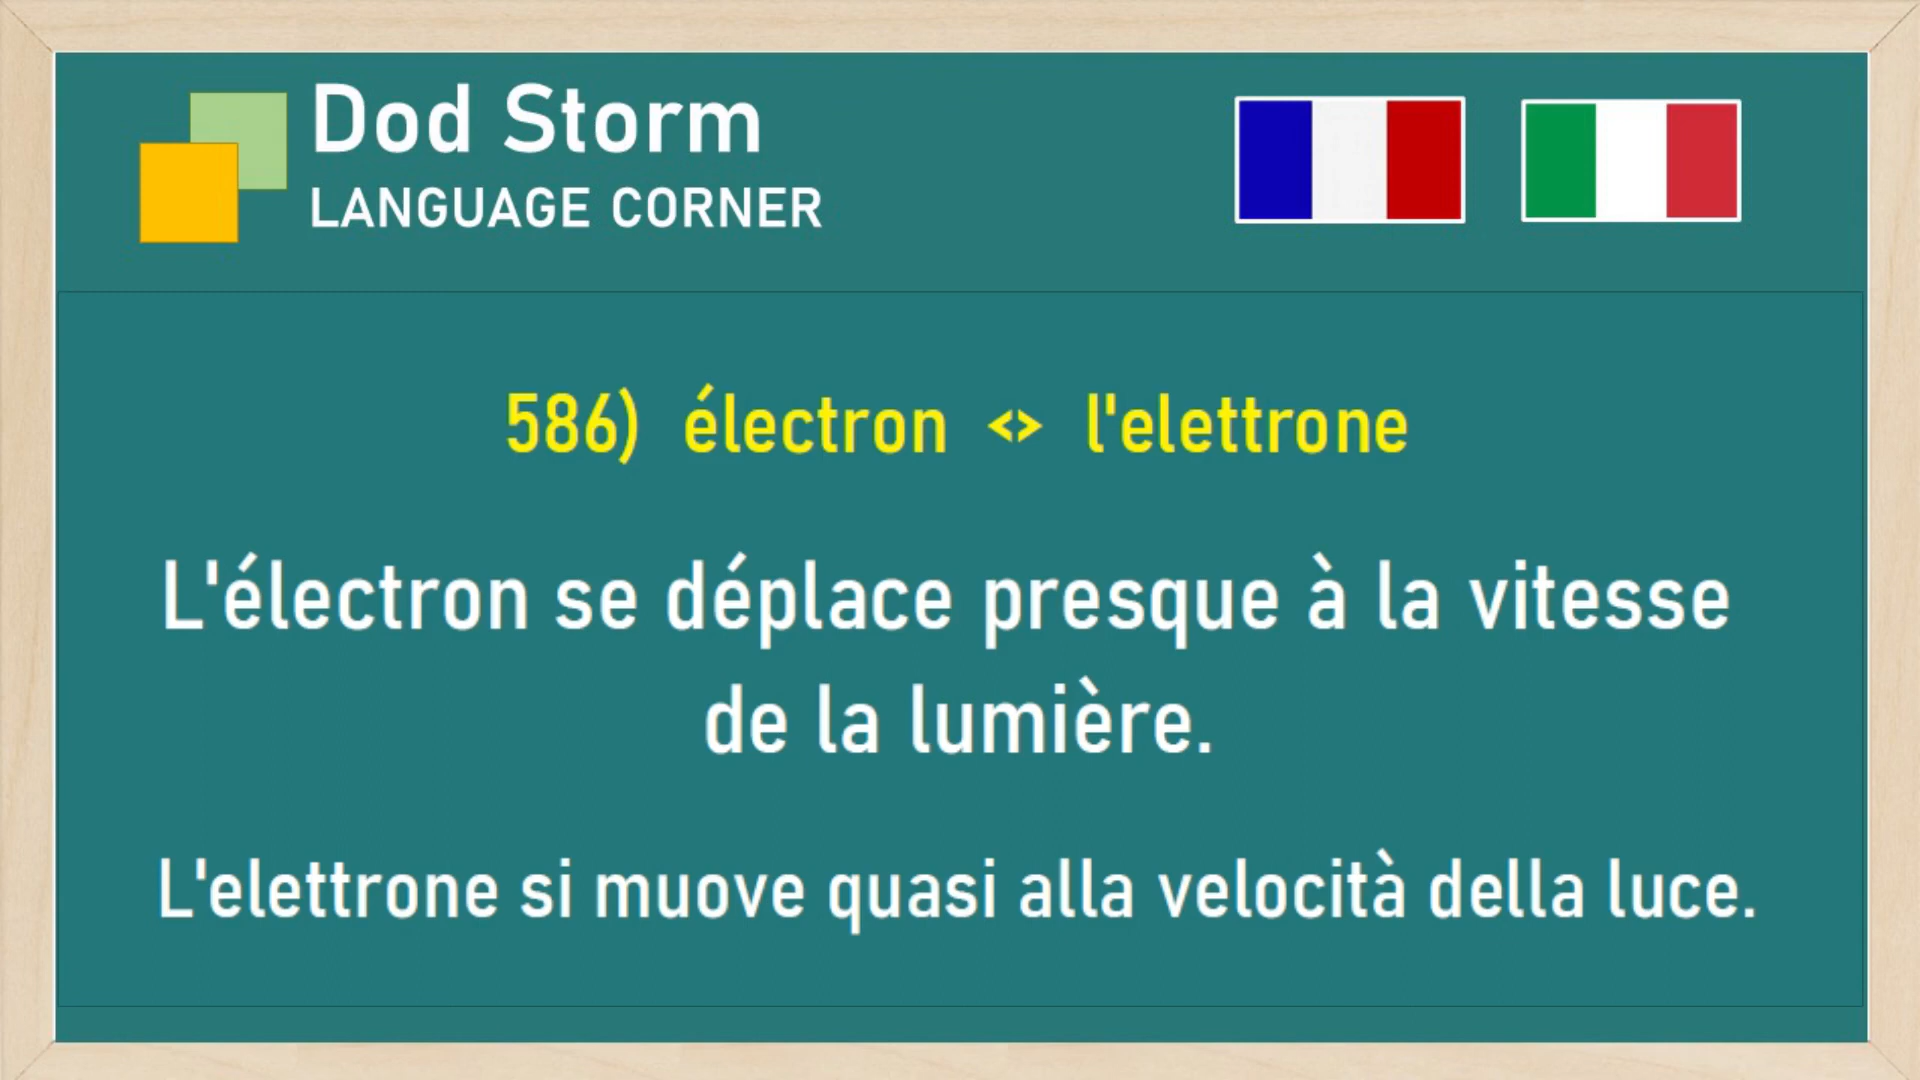 Dod Storm
LANGUAGE CORNER
586) électron <> l'elettrone
L'électron se déplace presque à la vitesse
de la lumière.
L'elettrone si muove quasi alla velocità della luce.